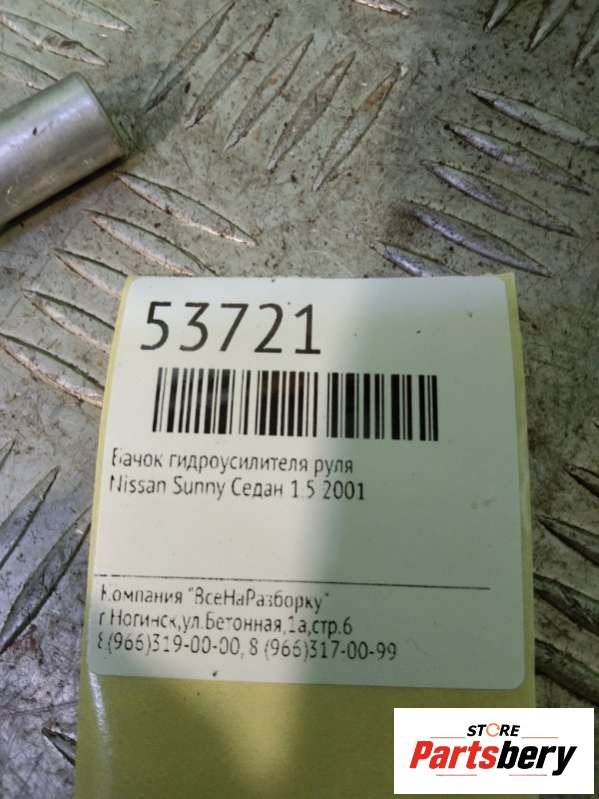 53721
Бачок гидроусилителя руля
Nissan Sunny Седан 1.5 2001
Компания "ВсеНаРазборку"
г.Ногинск,ул.Бетонная,1а,стр.6
8(966)319-00-00, 8 (966)317-00-99
STORE
Partsbery